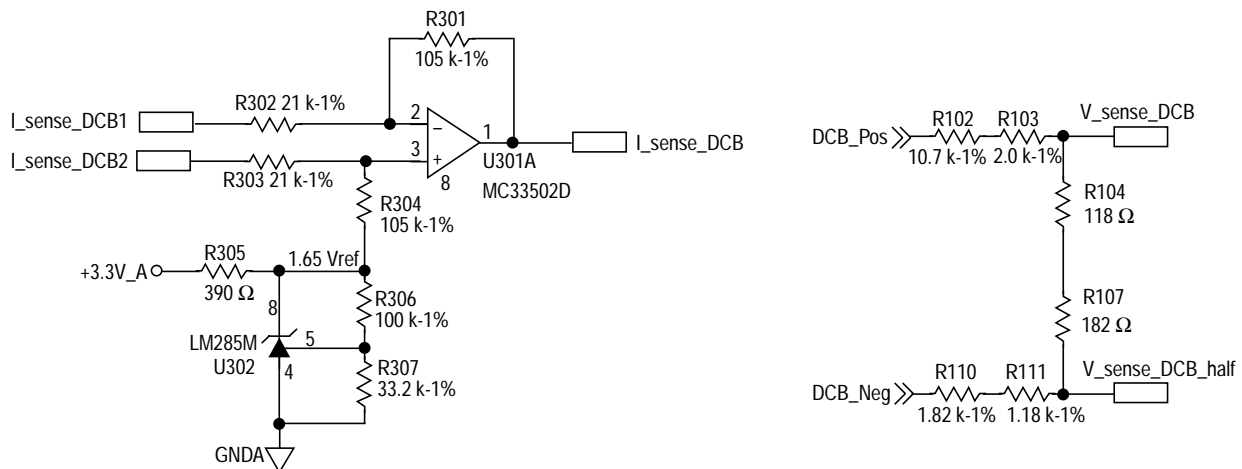 R301
105 k-1%
I_sense_DCB1
R302 21 k-1%
2
1
I_sense_DCB
I_sense_DCB2
3
R303 21 k-1%
8
U301A
MC33502D
R304
105 k-1%
+3.3V_A
R305
390 Ω
1.65 Vref
8
R306
100 k-1%
LM285M
U302
5
4
R307
33.2 k-1%
GNDA
DCB_Pos
R102
10.7 k-1%
R103
2.0 k-1%
V_sense_DCB
R104
118 Ω
R107
182 Ω
DCB_Neg
R110
1.82 k-1%
R111
1.18 k-1%
V_sense_DCB_half